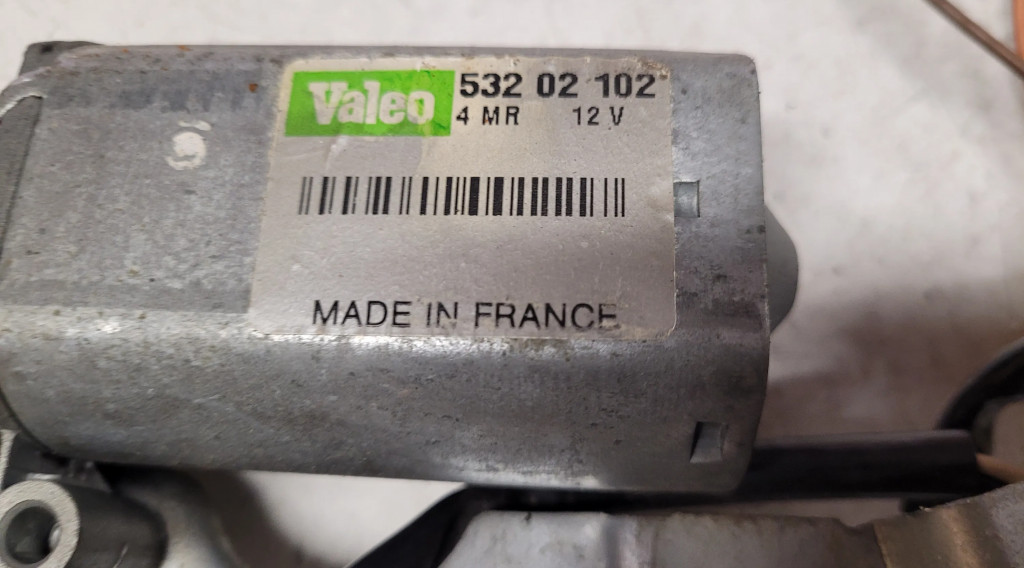 Valeo 532 02 102
4 MR 12 V
MADE IN FRANCE